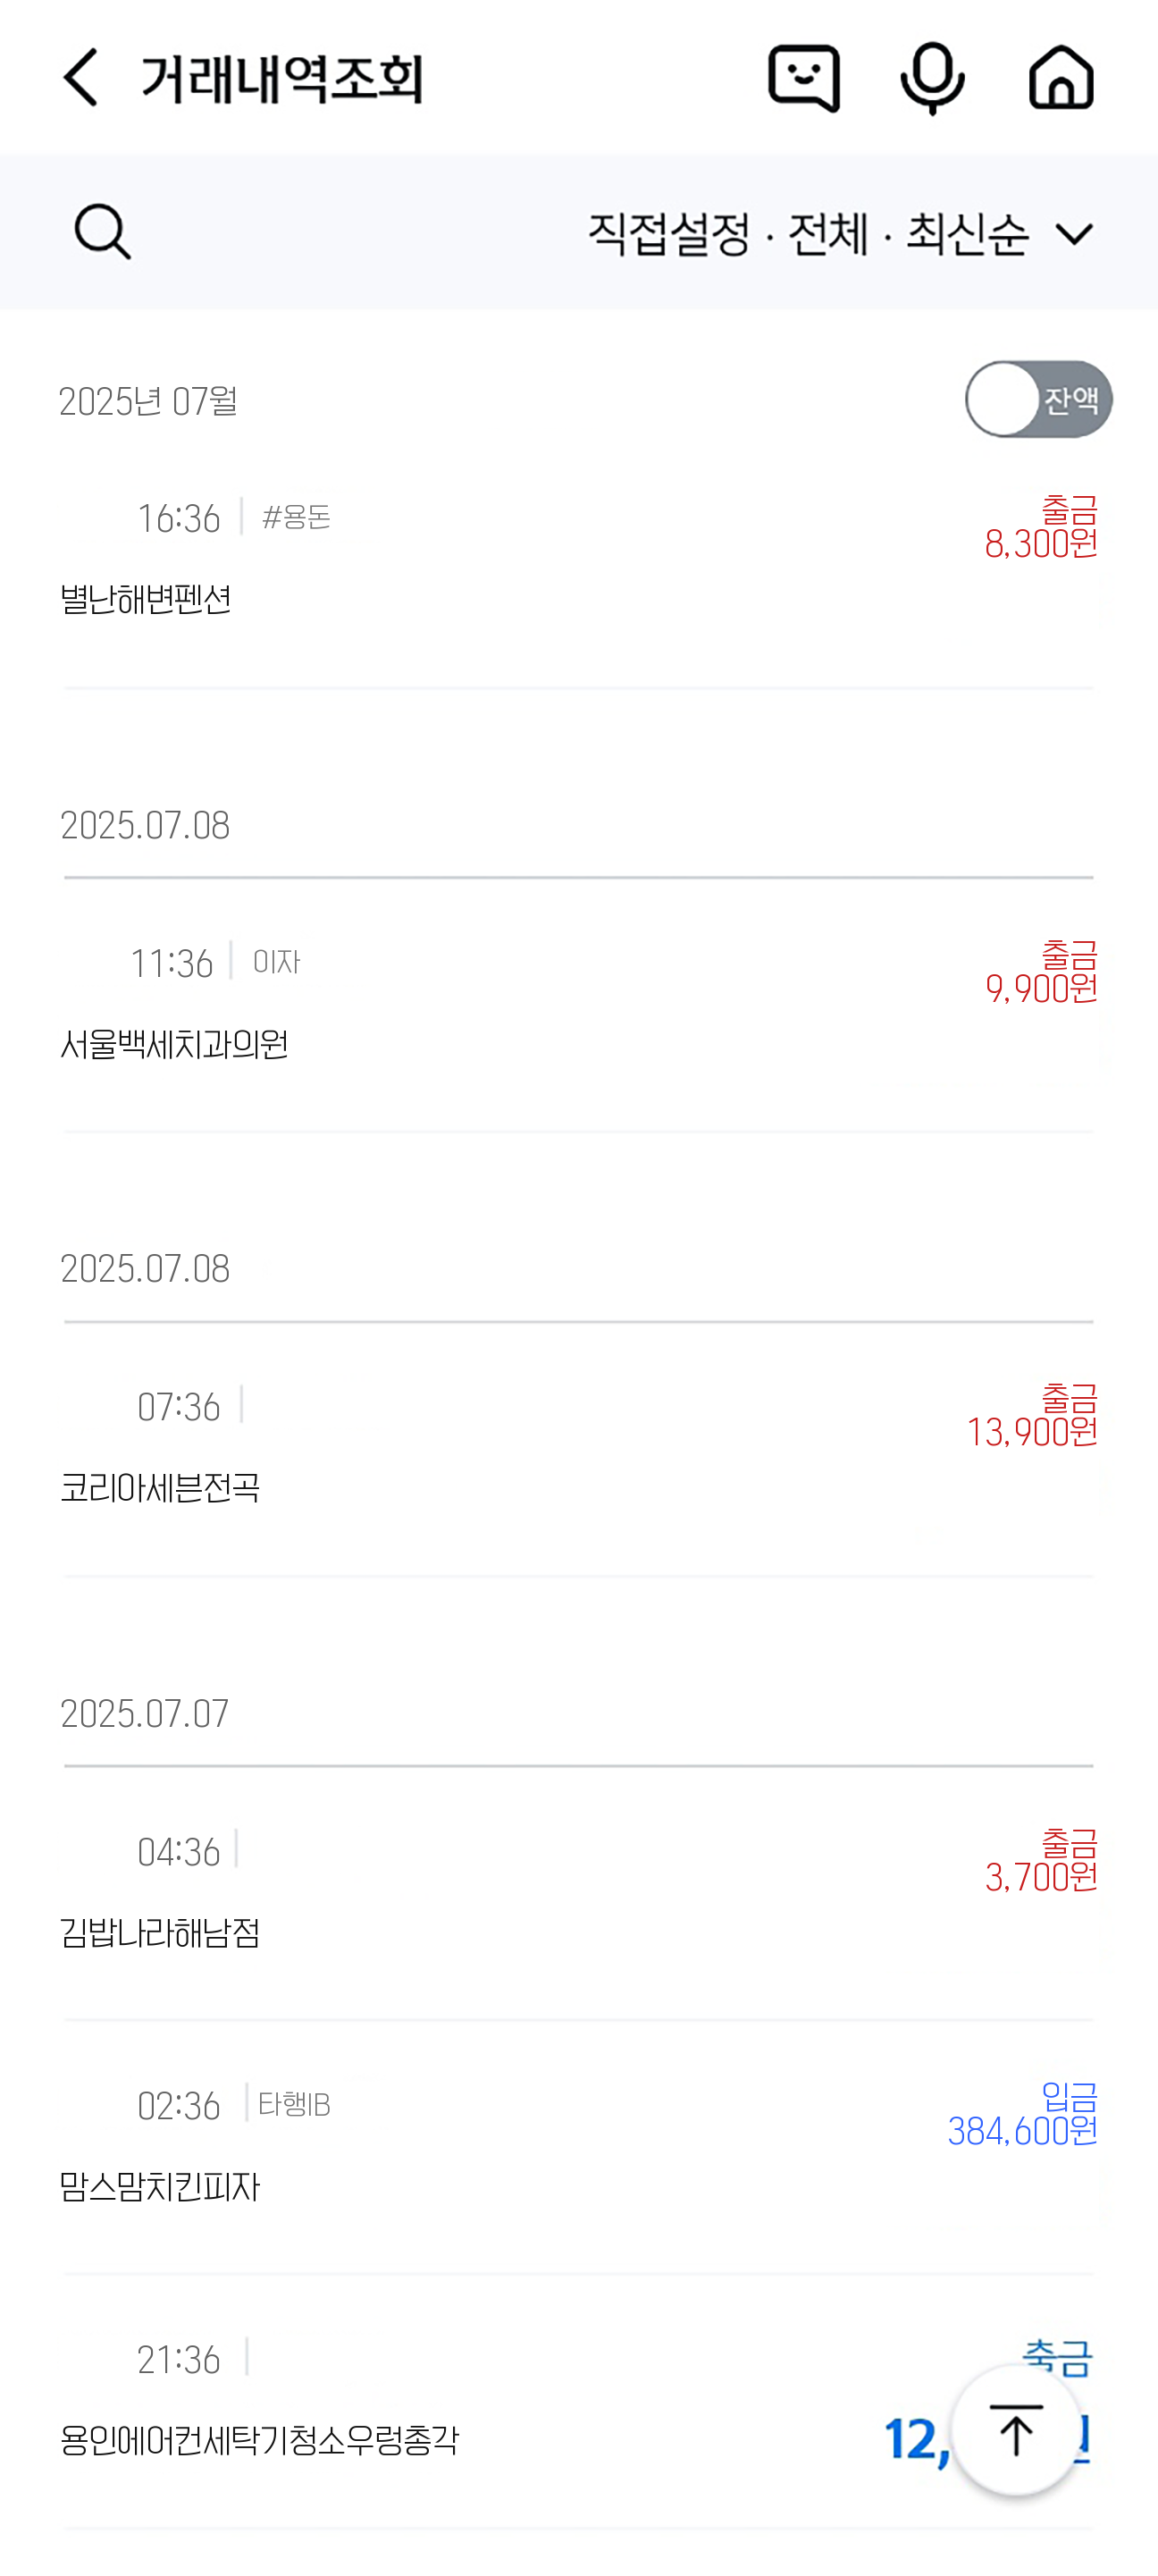 거래내역조회
직접설정 · 전체 · 최신순
2025년 07월
잔액
16:36 #용돈
출금
8,300원
별난해변펜션
2025.07.08
11:36 이자
출금
9,900원
서울백세치과의원
2025.07.08
07:36
출금
13,900원
코리아세븐전곡
2025.07.07
04:36
출금
3,700원
김밥나라해남점
02:36 타행IB
입금
384,600원
맘스맘치킨피자
21:36
출금
12,
용인에어컨세탁기청소우렁총각